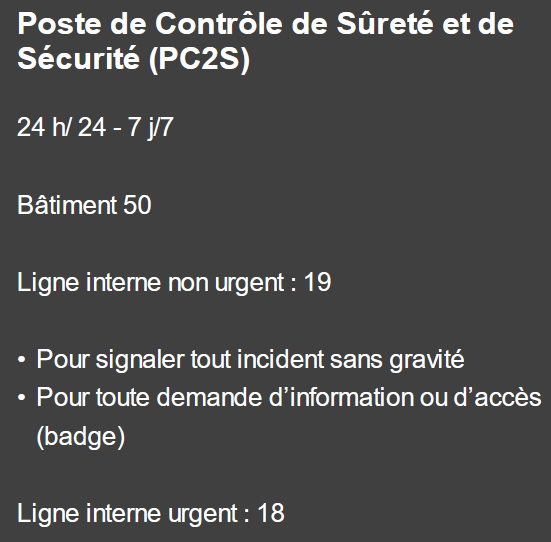 Poste de Contrôle de Sûreté et de
Sécurité (PC2S)
24 h/ 24 - 7 j/7
Bâtiment 50
Ligne interne non urgent : 19
• Pour signaler tout incident sans gravité
• Pour toute demande d’information ou d’accès
(badge)
Ligne interne urgent : 18